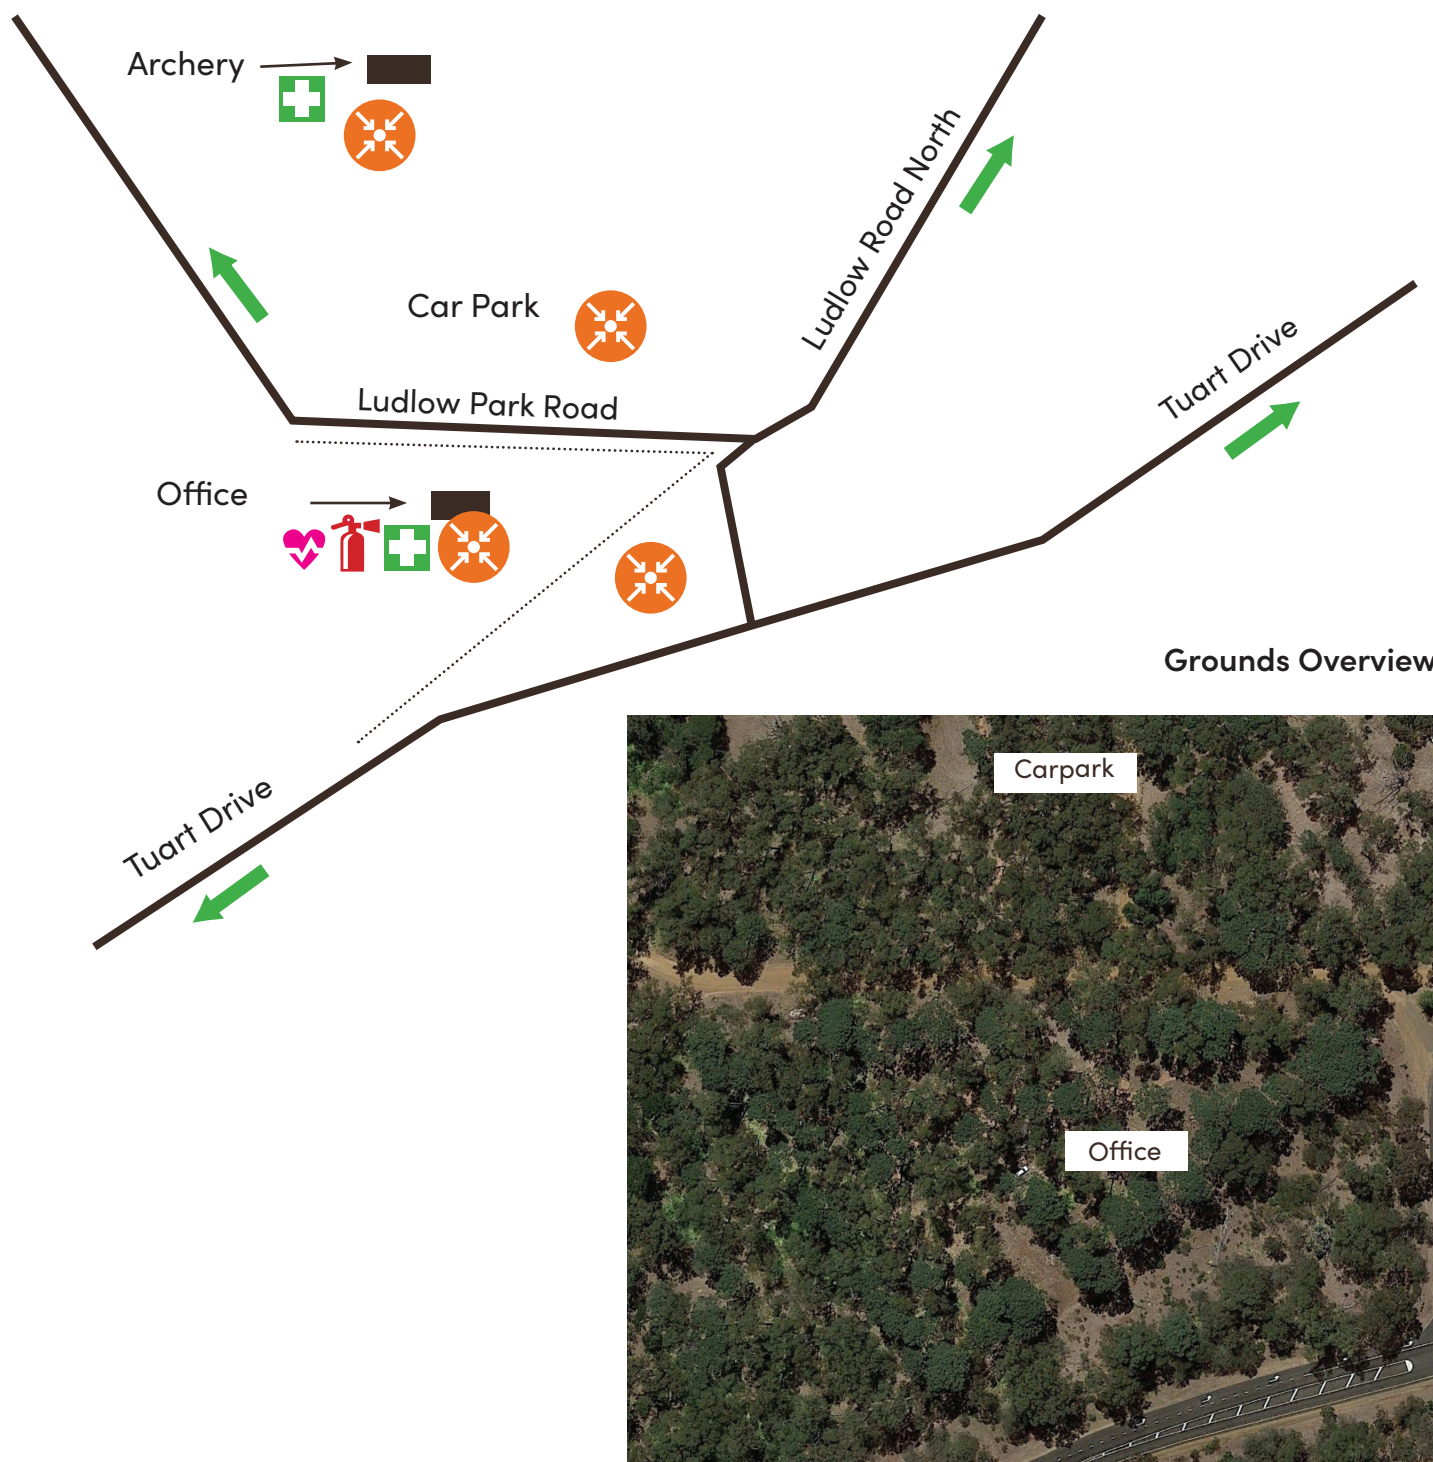 Archery
Ludlow Road North
Car Park
Tuart Drive
Ludlow Park Road
Office
Grounds Overview
Tuart Drive
Carpark
Office